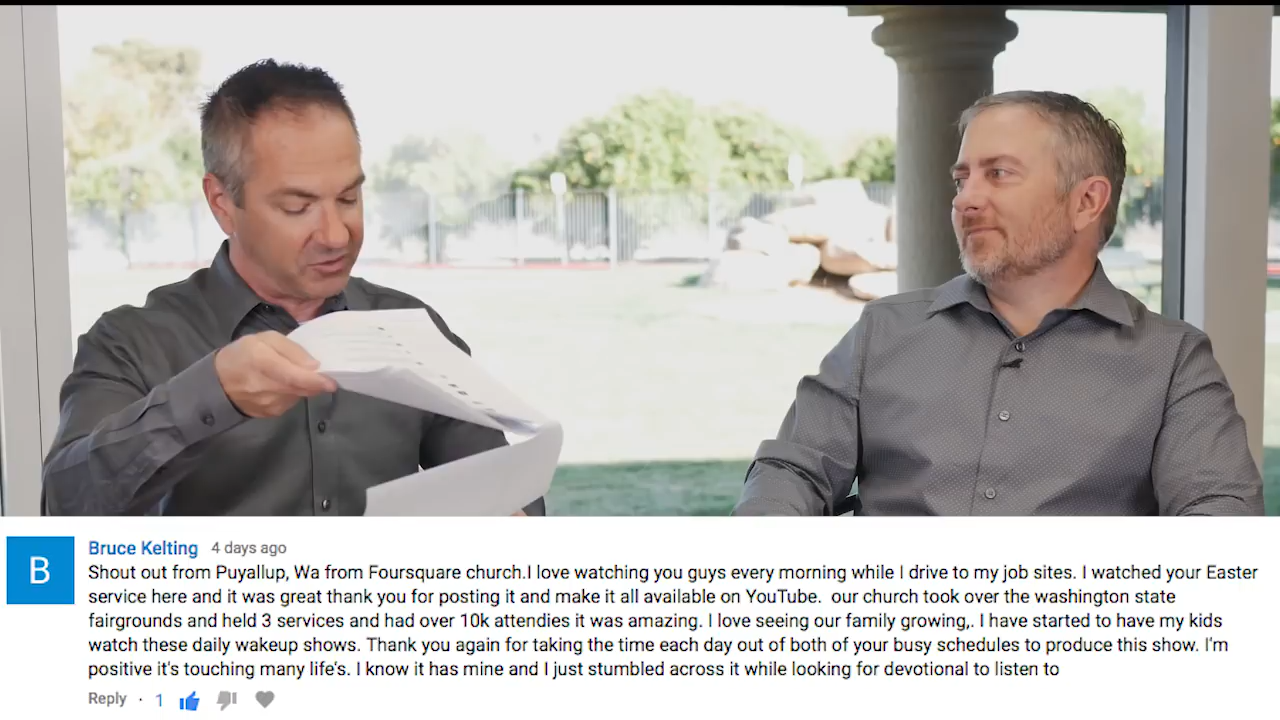 B
Bruce Kelting 4 days ago
Shout out from Puyallup, Wa from Foursquare church.I love watching you guys every morning while I drive to my job sites. I watched your Easter
service here and it was great thank you for posting it and make it all available on YouTube.  our church took over the washington state
fairgrounds and held 3 services and had over 10k attendies it was amazing. I love seeing our family growing,. I have started to have my kids
watch these daily wakeup shows. Thank you again for taking the time each day out of both of your busy schedules to produce this show. I'm
positive it's touching many life's. I know it has mine and I just stumbled across it while looking for devotional to listen to
Reply · 1